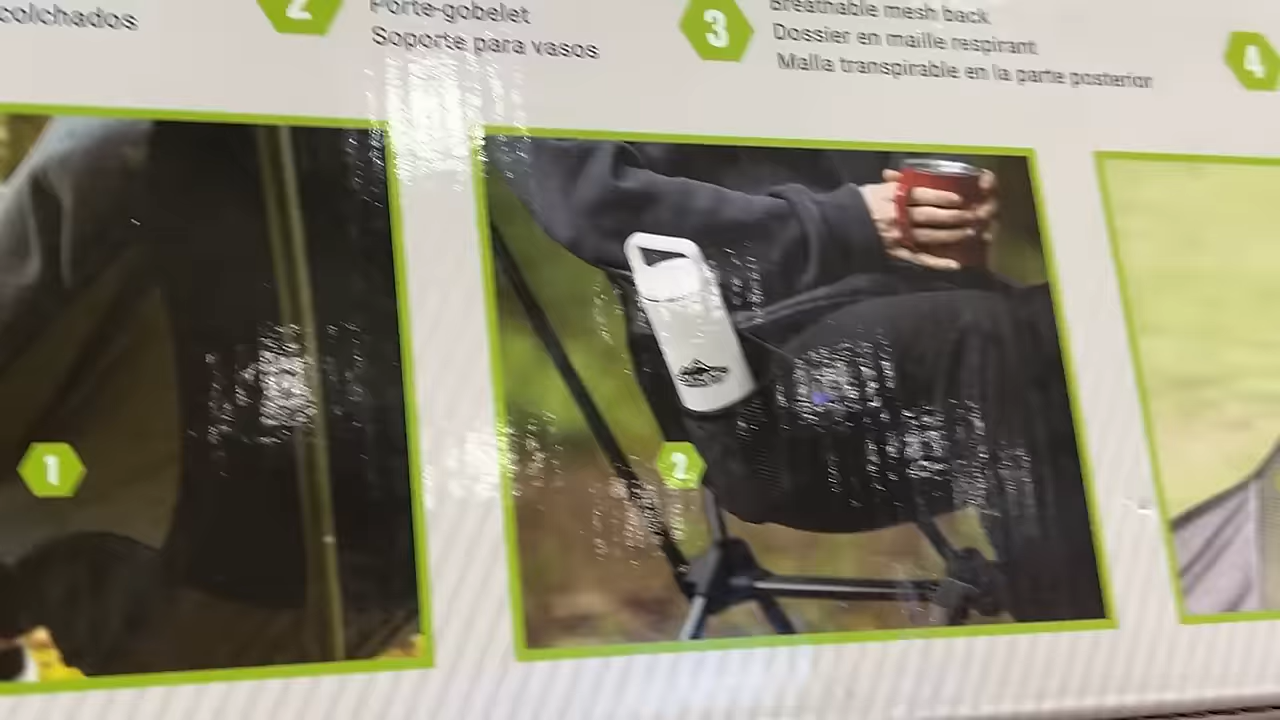 colchados
2
Porte-gobelet
Soporte para vasos
3
Breathable mesh back
Dossier en maille respirant
Malla transpirable en la parte posterior
4
1
2